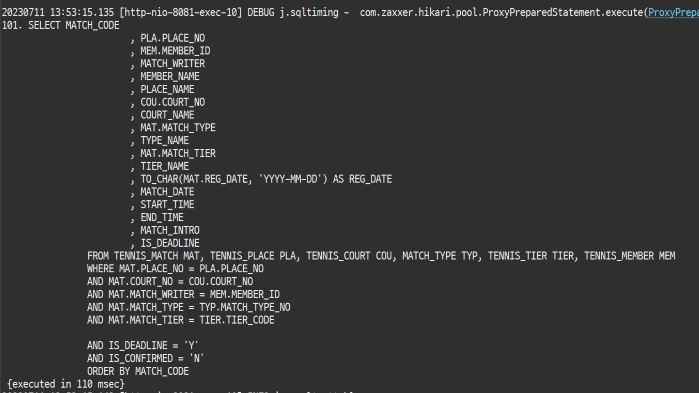 20230711 13:53:15.135 [http-nio-8081-exec-10] DEBUG j.sqltiming - com.zaxxer.hikari.pool.ProxyPreparedStatement.execute(ProxyPrepa
101. SELECT MATCH_CODE
, PLA.PLACE_NO
, MEM.MEMBER_ID
, MATCH_WRITER
, MEMBER_NAME
, PLACE_NAME
, COU.COURT_NO
, COURT_NAME
, MAT.MATCH_TYPE
, TYPE_NAME
, MAT.MATCH_TIER
, TIER_NAME
, TO_CHAR(MAT.REG_DATE, 'YYYY-MM-DD') AS REG_DATE
, MATCH_DATE
, START_TIME
, END_TIME
, MATCH_INTRO
, IS_DEADLINE
FROM TENNIS_MATCH MAT, TENNIS_PLACE PLA, TENNIS_COURT COU, MATCH_TYPE TYP, TENNIS_TIER TIER, TENNIS_MEMBER MEM
WHERE MAT.PLACE_NO = PLA.PLACE_NO
AND MAT.COURT_NO = COU.COURT_NO
AND MAT.MATCH_WRITER = MEM.MEMBER_ID
AND MAT.MATCH_TYPE = TYP.MATCH_TYPE_NO
AND MAT.MATCH_TIER = TIER.TIER_CODE
AND IS_DEADLINE = 'Y'
AND IS_CONFIRMED = 'N'
ORDER BY MATCH_CODE
{executed in 110 msec}